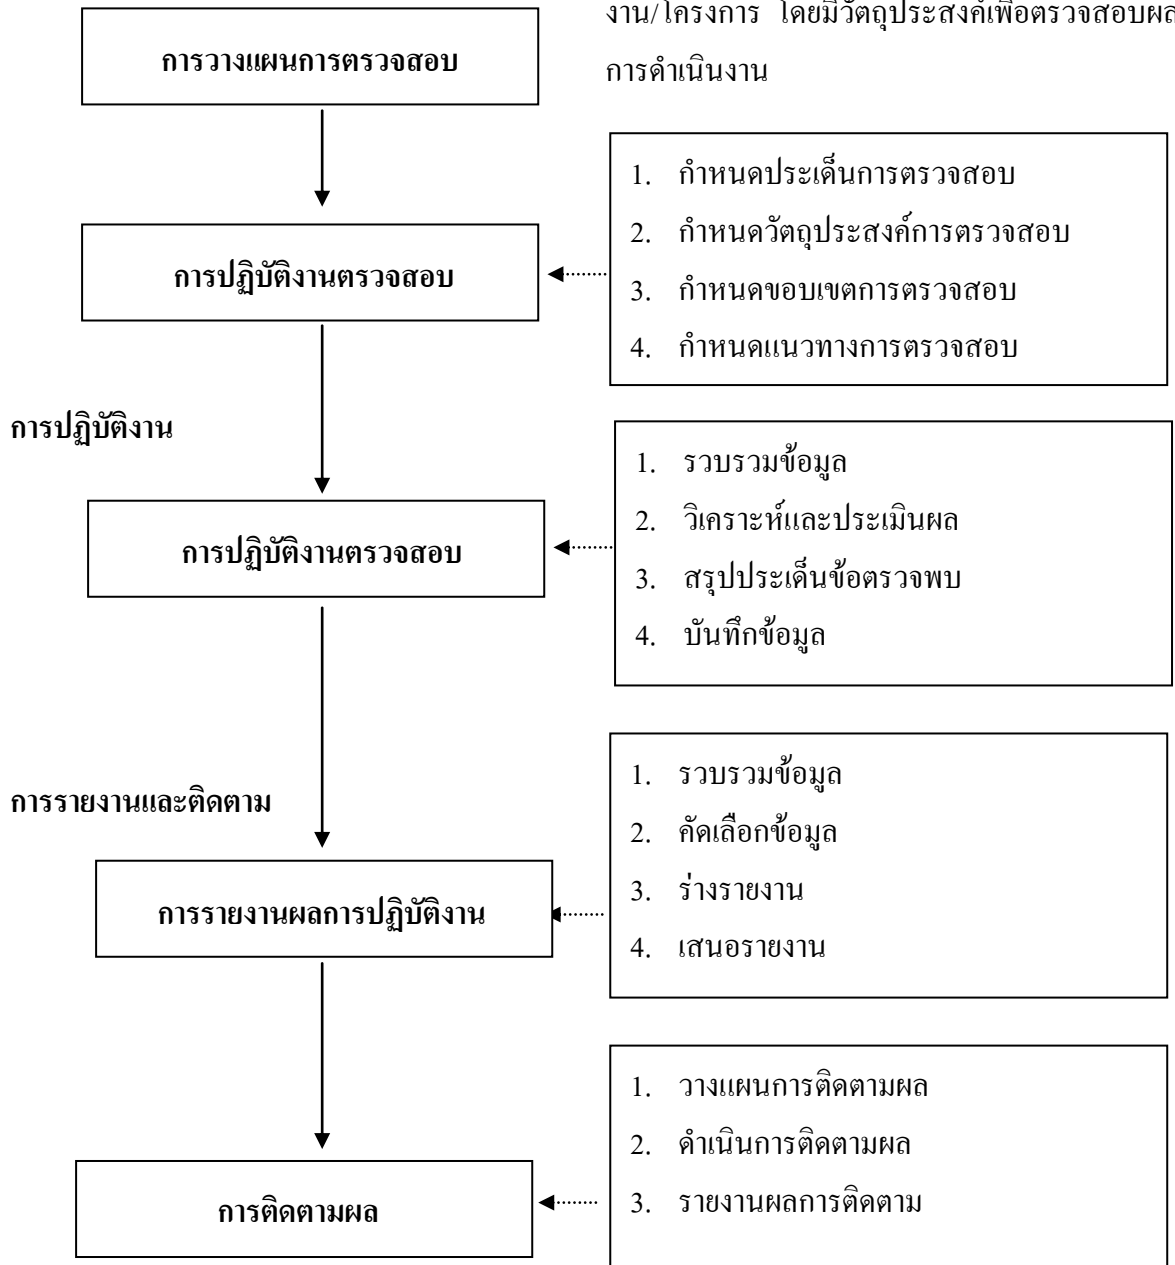 งาน/โครงการ โดยมีวัตถุประสงค์เพื่อตรวจสอบผล
การดำเนินงาน
การวางแผนการตรวจสอบ
1. กำหนดประเด็นการตรวจสอบ
2. กำหนดวัตถุประสงค์การตรวจสอบ
3. กำหนดขอบเขตการตรวจสอบ
4. กำหนดแนวทางการตรวจสอบ
การปฏิบัติงานตรวจสอบ
การปฏิบัติงาน
1. รวบรวมข้อมูล
2. วิเคราะห์และประเมินผล
3. สรุปประเด็นข้อตรวจพบ
4. บันทึกข้อมูล
การปฏิบัติงานตรวจสอบ
การรายงานและติดตาม
1. รวบรวมข้อมูล
2. คัดเลือกข้อมูล
3. ร่างรายงาน
4. เสนอรายงาน
การรายงานผลการปฏิบัติงาน
1. วางแผนการติดตามผล
2. ดำเนินการติดตามผล
3. รายงานผลการติดตาม
การติดตามผล